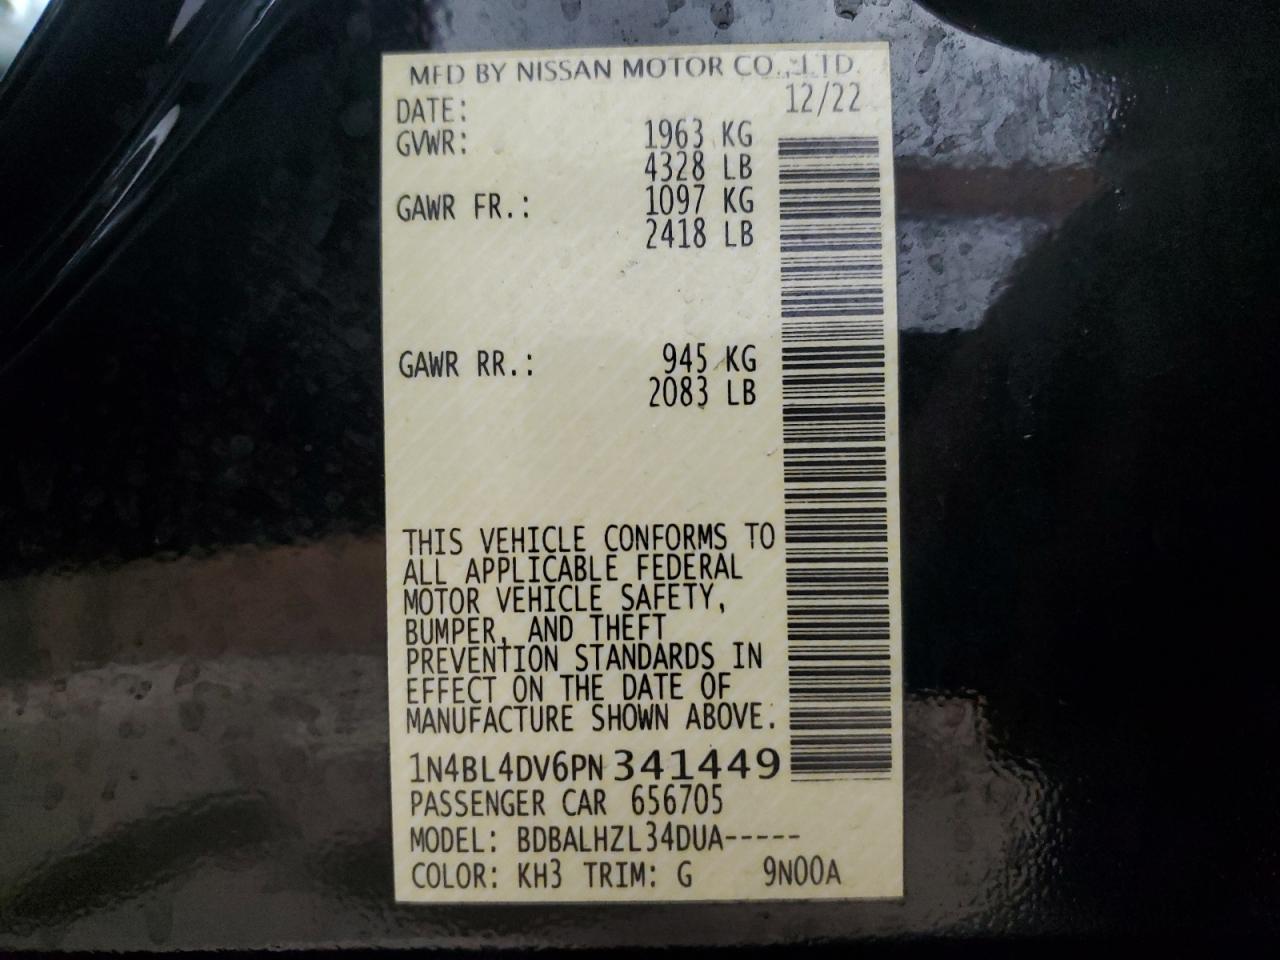 MFD BY NISSAN MOTOR CO.,LTD.
DATE: 12/22
GVWR: 1963 KG
4328 LB
GAWR FR.: 1097 KG
2418 LB
GAWR RR.: 945 KG
2083 LB
THIS VEHICLE CONFORMS TO
ALL APPLICABLE FEDERAL
MOTOR VEHICLE SAFETY,
BUMPER, AND THEFT
PREVENTION STANDARDS IN
EFFECT ON THE DATE OF
MANUFACTURE SHOWN ABOVE.
1N4BL4DV6PN341449
PASSENGER CAR 656705
MODEL: BDBALHZL34DUA-----
COLOR: KH3 TRIM: G 9N00A